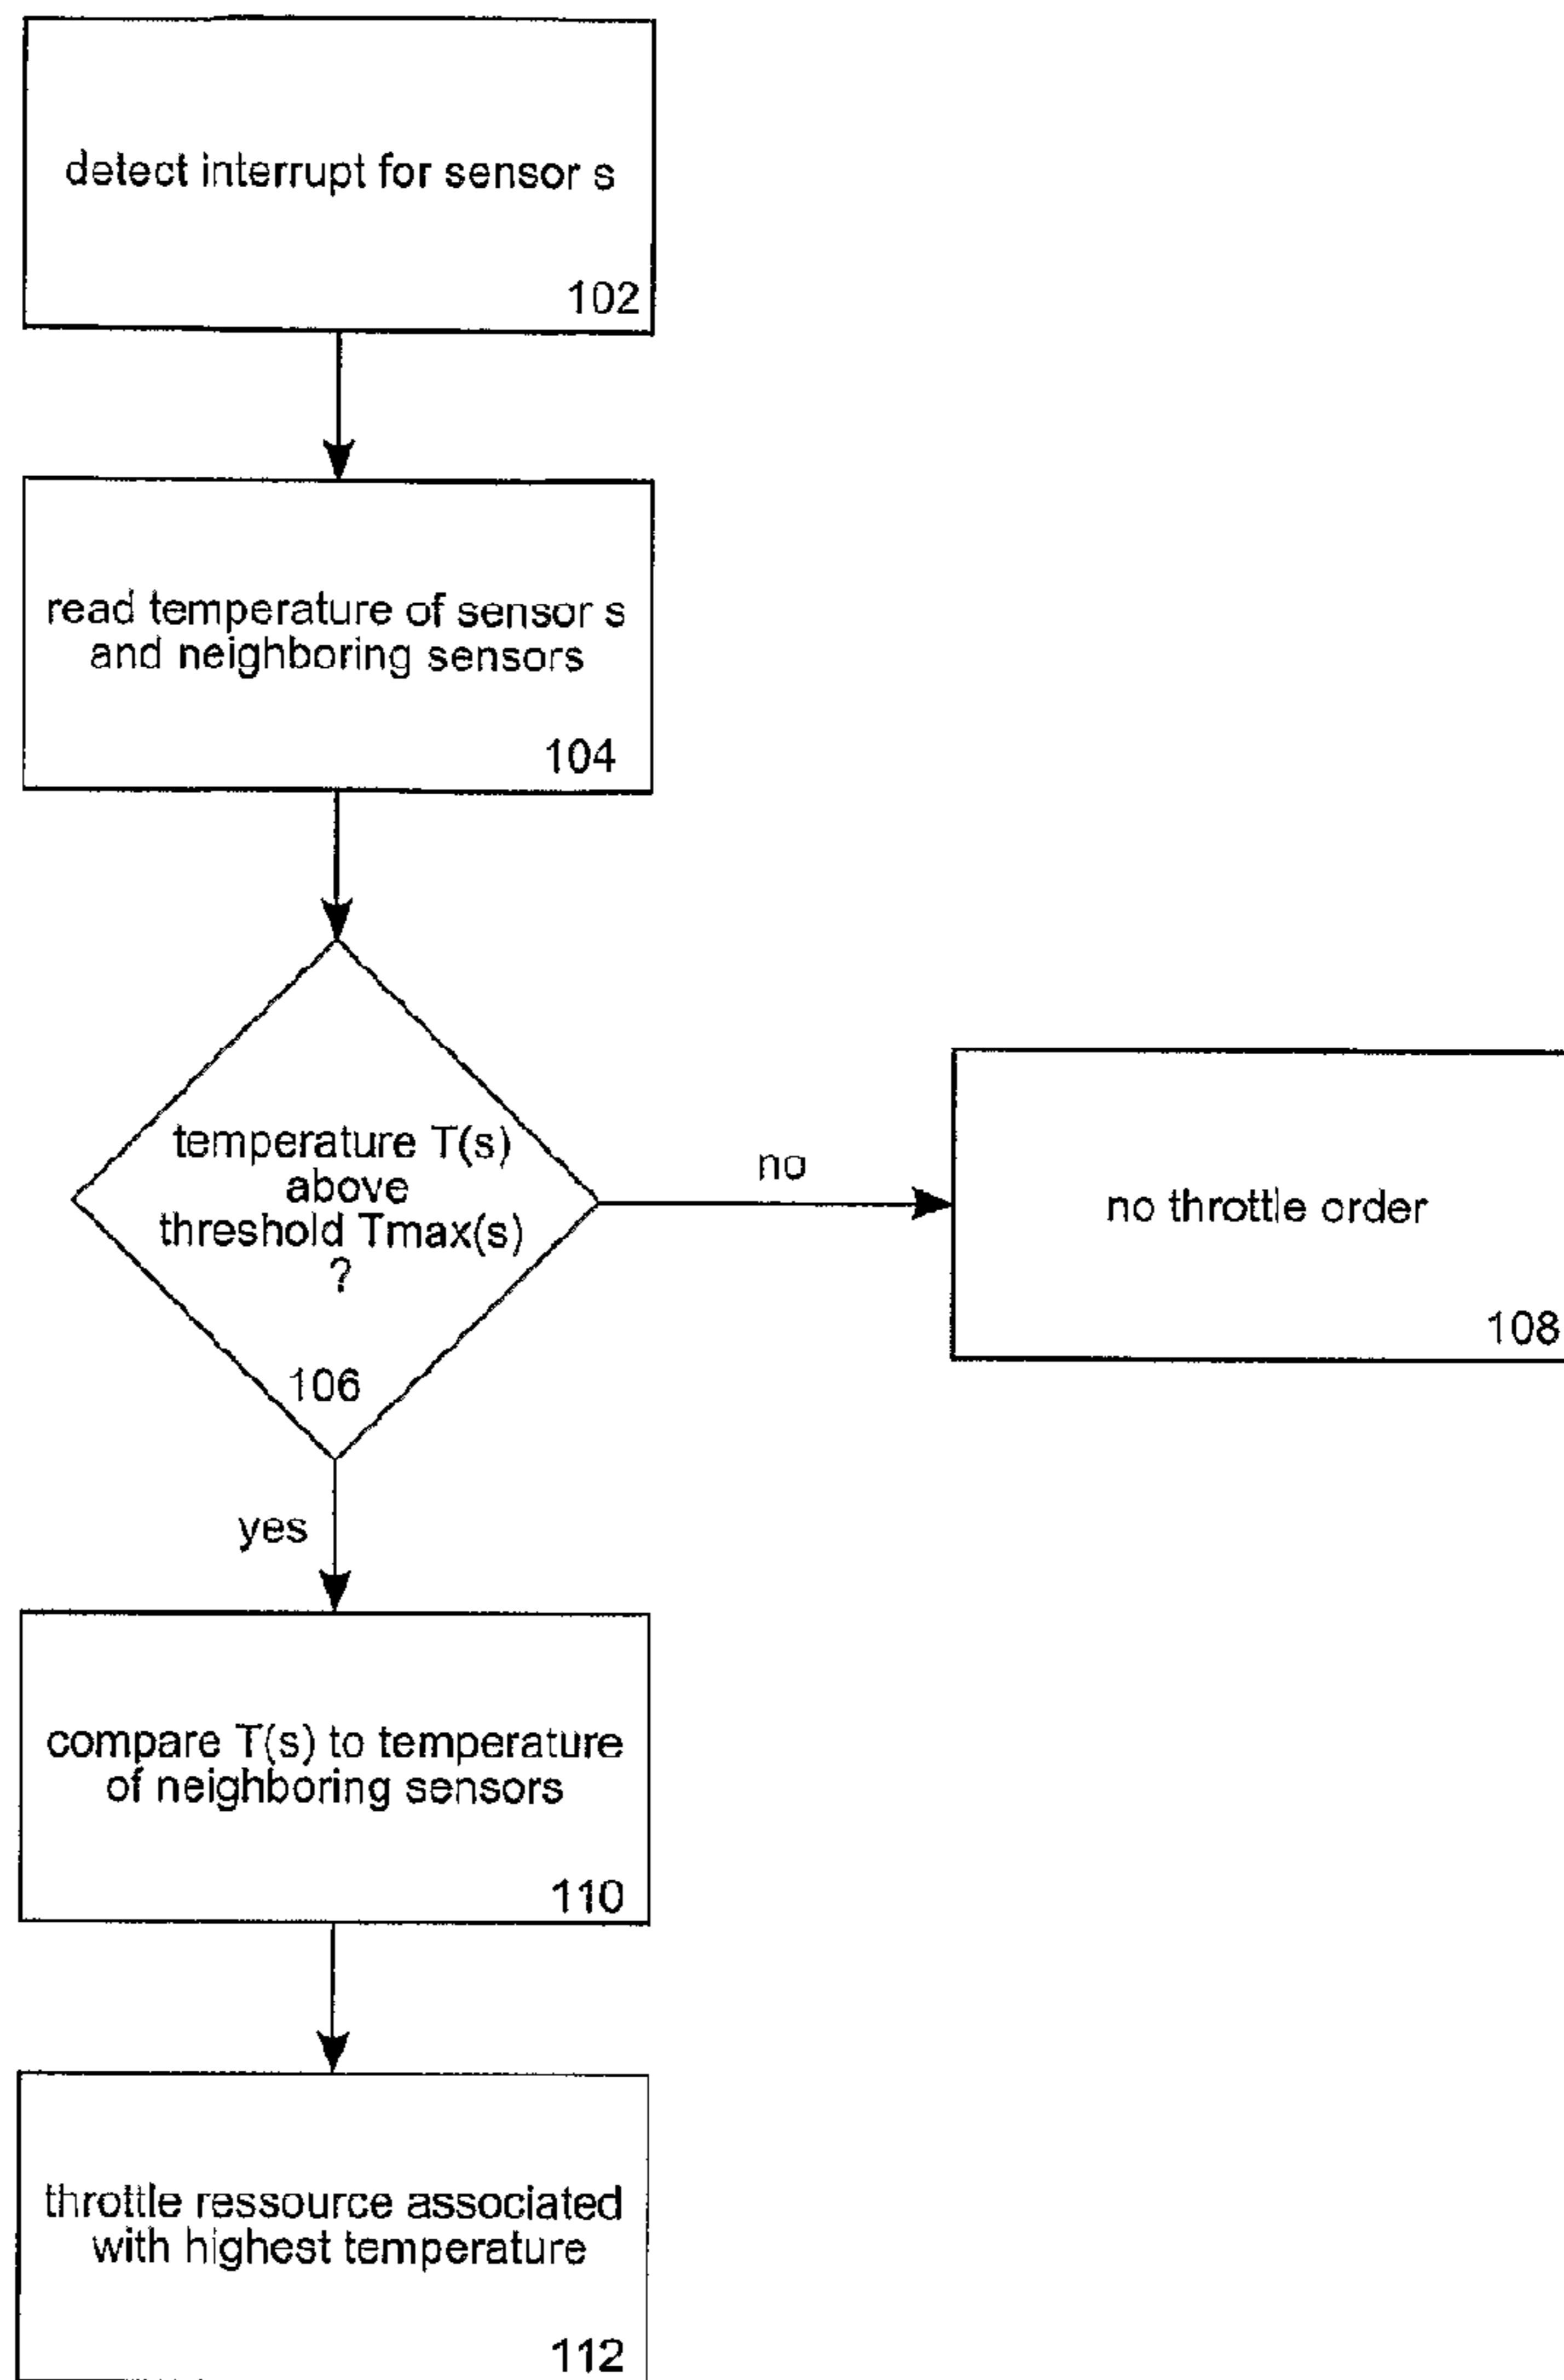 detect interrupt for sensor s
102
read temperature of sensor s
and neighboring sensors
104
temperature T(s)
above
threshold Tmax(s)
?
106
no
no throttle order
108
yes
compare T(s) to temperature
of neighboring sensors
110
throttle ressource associated
with highest temperature
112